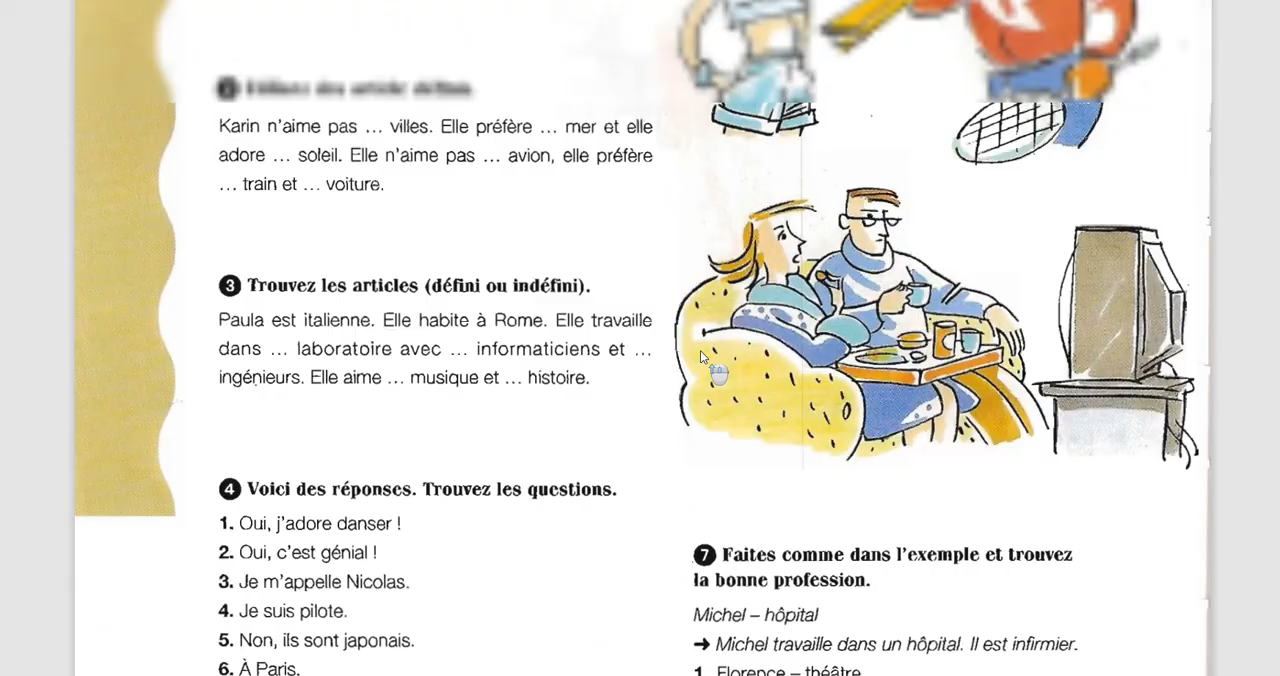 Karin n'aime pas ... villes. Elle préfère ... mer et elle
adore ... soleil. Elle n'aime pas ... avion, elle préfère
... train et ... voiture.
3 Trouvez les articles (défini ou indéfini).
Paula est italienne. Elle habite à Rome. Elle travaille
dans ... laboratoire avec ... informaticiens et ...
ingénieurs. Elle aime ... musique et ... histoire.
4 Voici des réponses. Trouvez les questions.
1. Oui, j'adore danser !
2. Oui, c'est génial !
3. Je m'appelle Nicolas.
4. Je suis pilote.
5. Non, ils sont japonais.
6. À Paris.
7 Faites comme dans l'exemple et trouvez
la bonne profession.
Michel – hôpital
➜ Michel travaille dans un hôpital. Il est infirmier.
1. Florence – théâtre